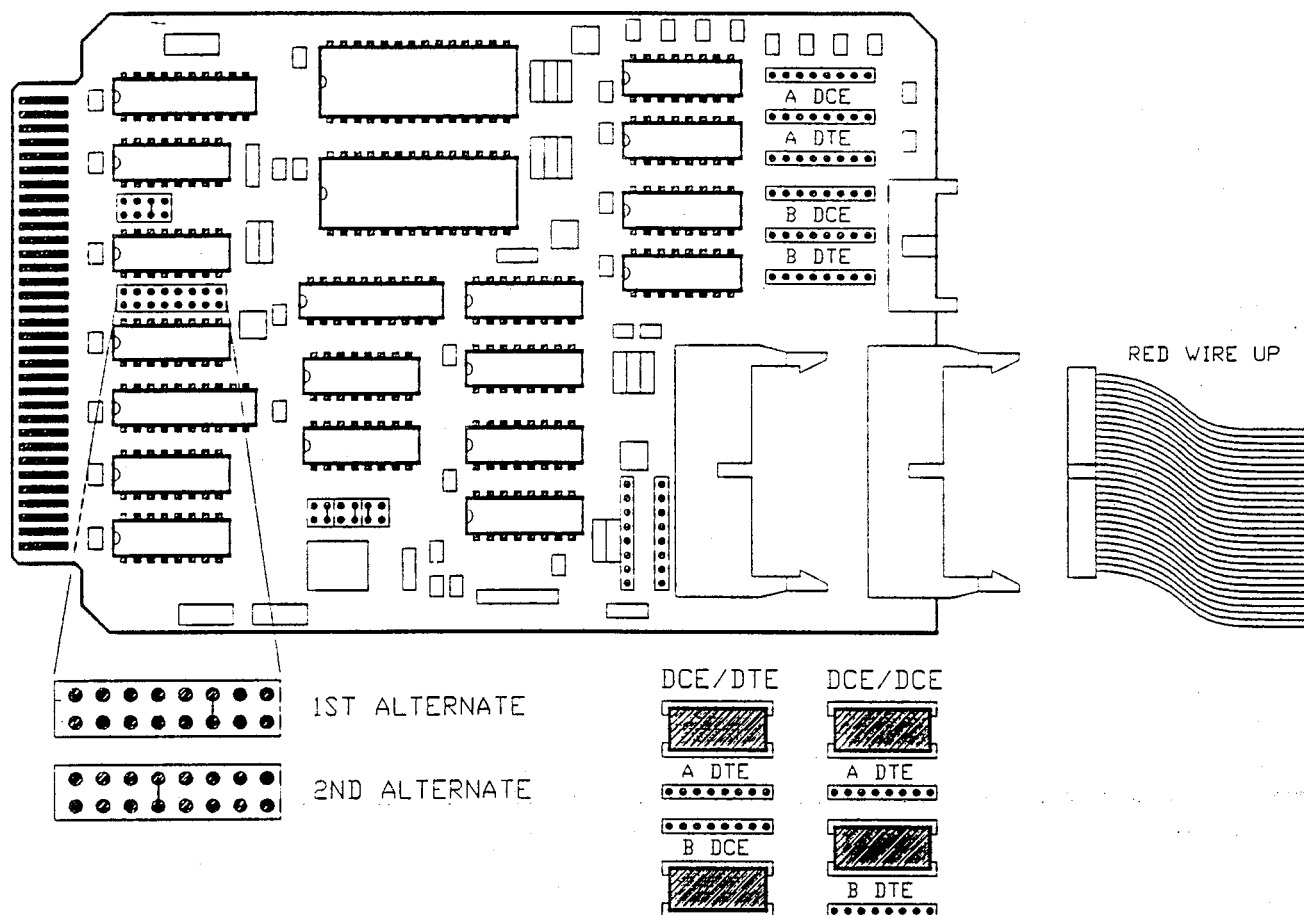 A DCE
A DTE
B DCE
B DTE
RED WIRE UP
1ST ALTERNATE
2ND ALTERNATE
DCE/DTE
A DTE
B DCE
DCE/DCE
A DTE
B DTE